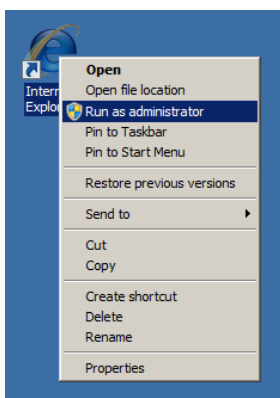 Intern
Explor
Open
Open file location
Run as administrator
Pin to Taskbar
Pin to Start Menu
Restore previous versions
Send to
Cut
Copy
Create shortcut
Delete
Rename
Properties